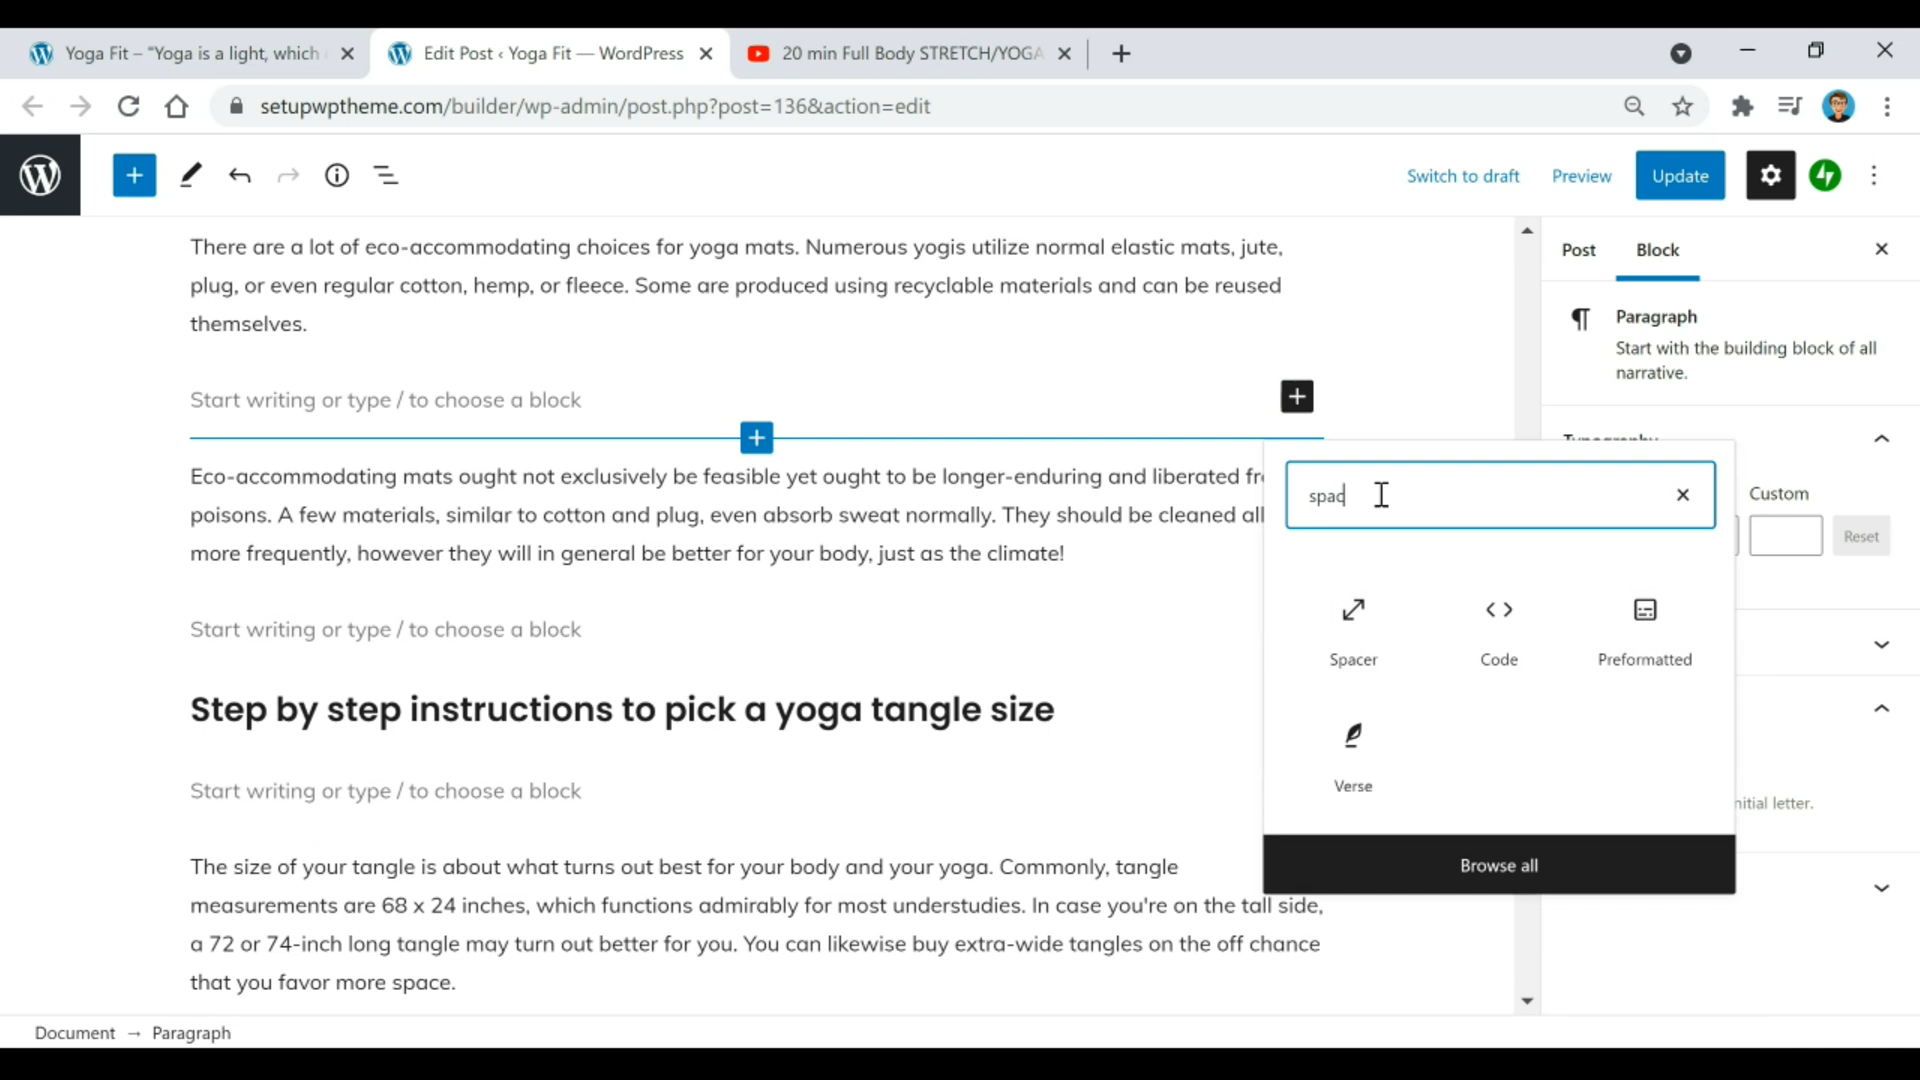 Yoga Fit – "Yoga is a light, which
Edit Post ‹ Yoga Fit — WordPress
20 min Full Body STRETCH/YOGA
setupwptheme.com/builder/wp-admin/post.php?post=136&action=edit
Switch to draft
Preview
Update
There are a lot of eco-accommodating choices for yoga mats. Numerous yogis utilize normal elastic mats, jute,
plug, or even regular cotton, hemp, or fleece. Some are produced using recyclable materials and can be reused
themselves.
Start writing or type / to choose a block
Eco-accommodating mats ought not exclusively be feasible yet ought to be longer-enduring and liberated
poisons. A few materials, similar to cotton and plug, even absorb sweat normally. They should be cleaned all
more frequently, however they will in general be better for your body, just as the climate!
Start writing or type / to choose a block
Step by step instructions to pick a yoga tangle size
Start writing or type / to choose a block
The size of your tangle is about what turns out best for your body and your yoga. Commonly, tangle
measurements are 68 x 24 inches, which functions admirably for most understudies. In case you're on the tall side,
a 72 or 74-inch long tangle may turn out better for you. You can likewise buy extra-wide tangles on the off chance
that you favor more space.
Post
Block
Paragraph
Start with the building block of all
narrative.
Typography
spac
Custom
Reset
Spacer
Code
Preformatted
Verse
nitial letter.
Browse all
Document → Paragraph